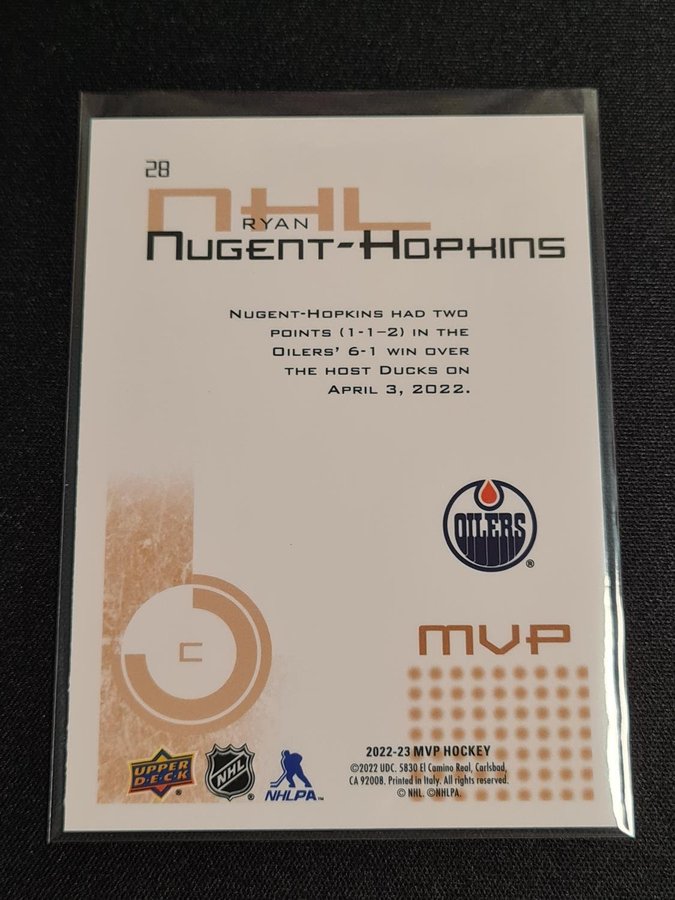 28
NHL
RYAN
NUGENT-HOPKINS
NUGENT-HOPKINS HAD TWO
POINTS (1-1–2) IN THE
OILERS' 6-1 WIN OVER
THE HOST DUCKS ON
APRIL 3, 2022.
OILERS
®
C
MVP
2022-23 MVP HOCKEY
©2022 UDC. 5830 El Camino Real, Carlsbad,
CA 92008. Printed in Italy. All rights reserved.
© NHL. ©NHLPA.
UPPER
D·E·C·K
®
NHL
®
NHLPA™